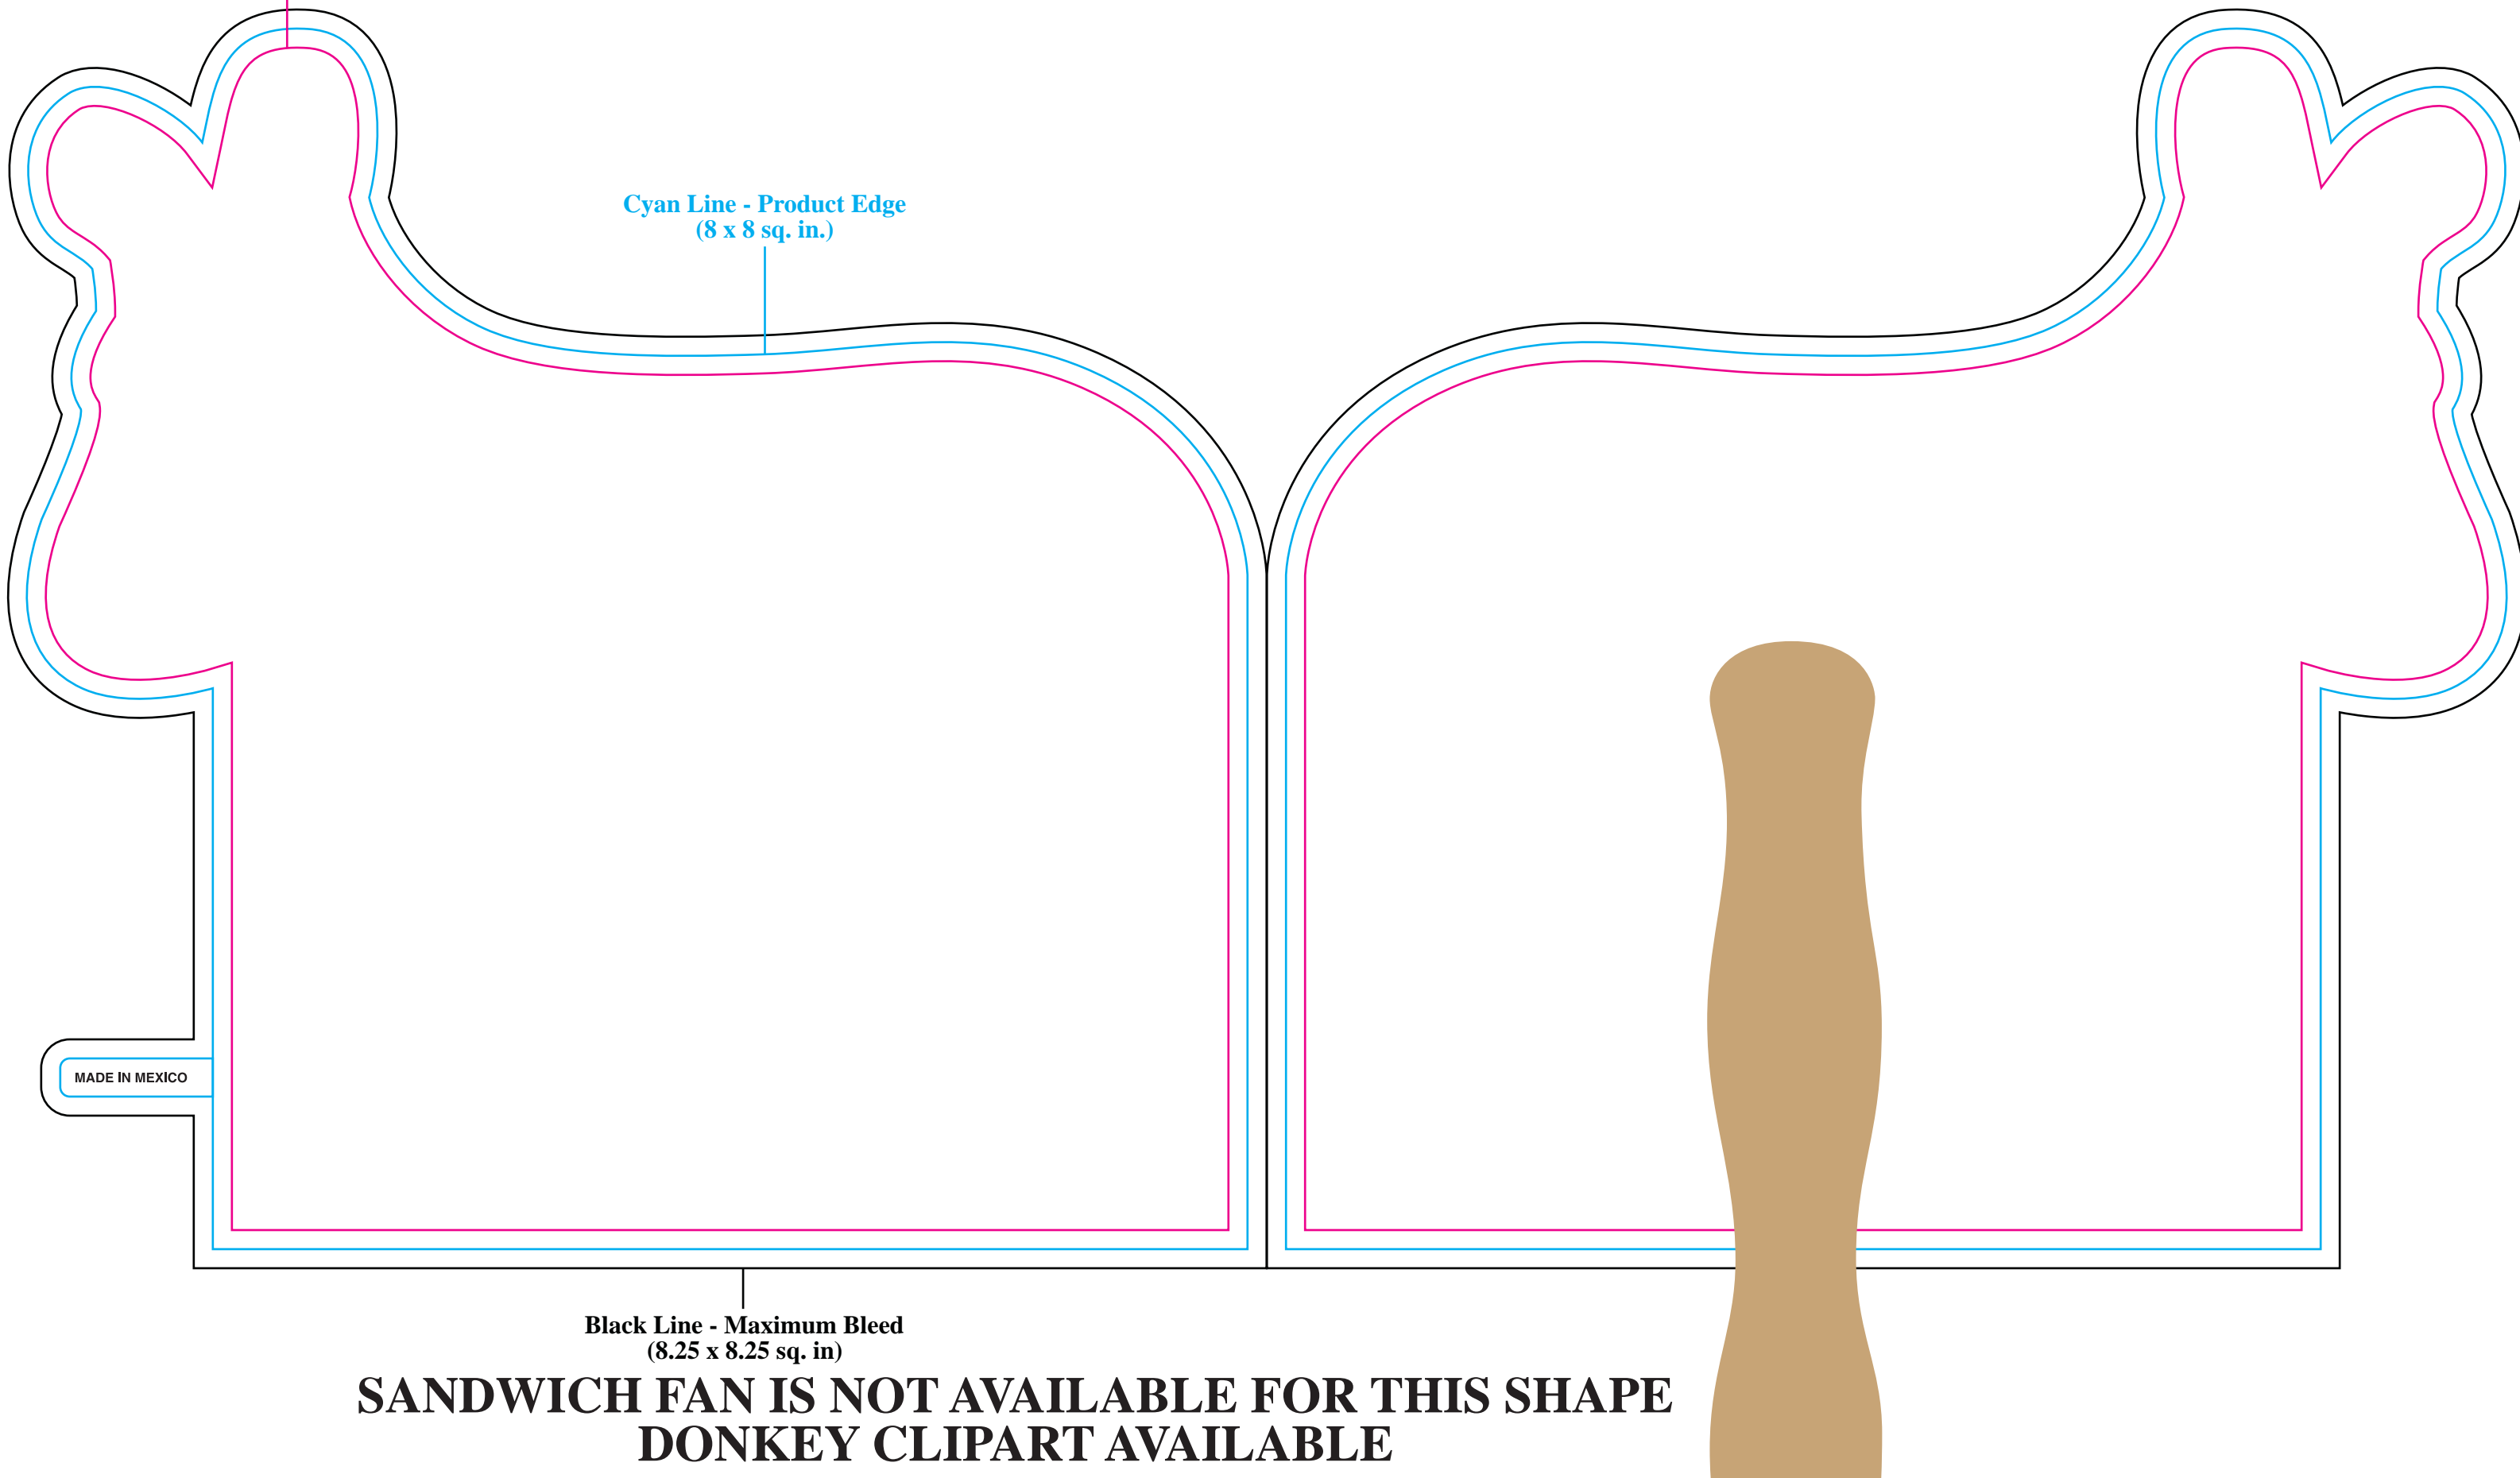 Cyan Line - Product Edge
(8 x 8 sq. in.)
MADE IN MEXICO
Black Line - Maximum Bleed
(8.25 x 8.25 sq. in)
SANDWICH FAN IS NOT AVAILABLE FOR THIS SHAPE
DONKEY CLIPART AVAILABLE